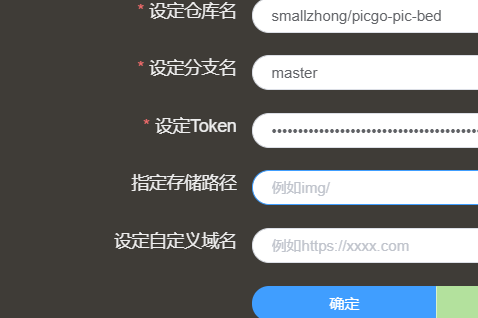 * 设定仓库名 smallzhong/picgo-pic-bed
* 设定分支名 master
* 设定Token ••••••••••••••••••••••••••••••••••••
指定存储路径 例如img/
设定自定义域名 例如https://xxxx.com
确定